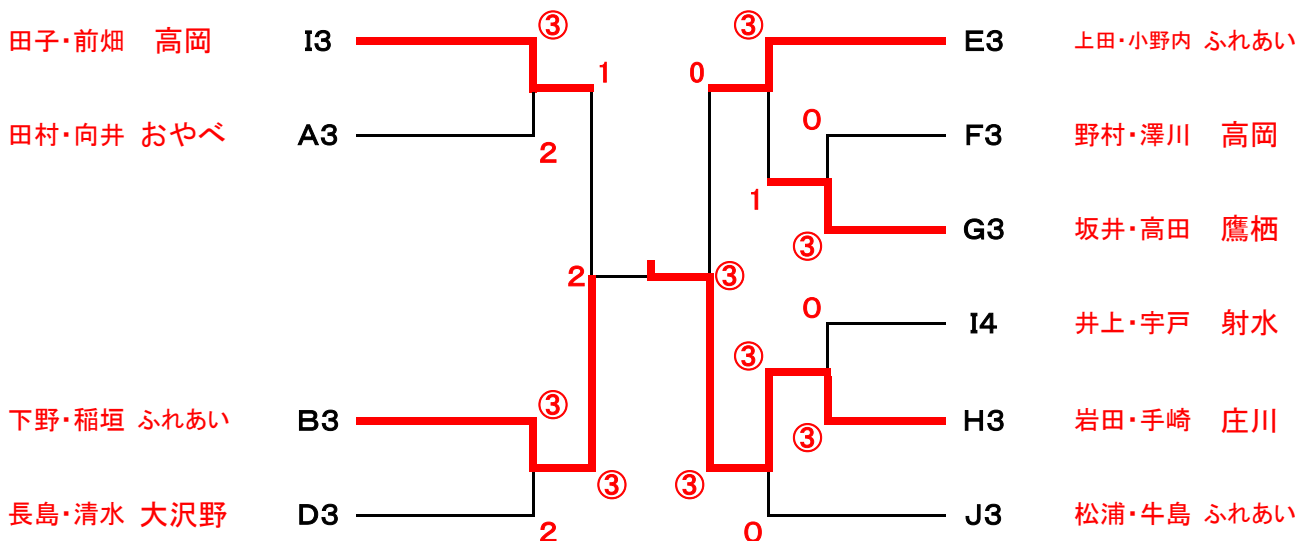 ③ ③
田子・前畑 高岡 I3 E3 上田・小野内 ふれあい
1 0
0
田村・向井 おやべ A3 F3 野村・澤川 高岡
2
1
G3 坂井・高田 鷹栖
③
2 ③
0
I4 井上・宇戸 射水
③
③
下野・稲垣 ふれあい B3 H3 岩田・手崎 庄川
③
③ ③
長島・清水 大沢野 D3 J3 松浦・牛島 ふれあい
2 0